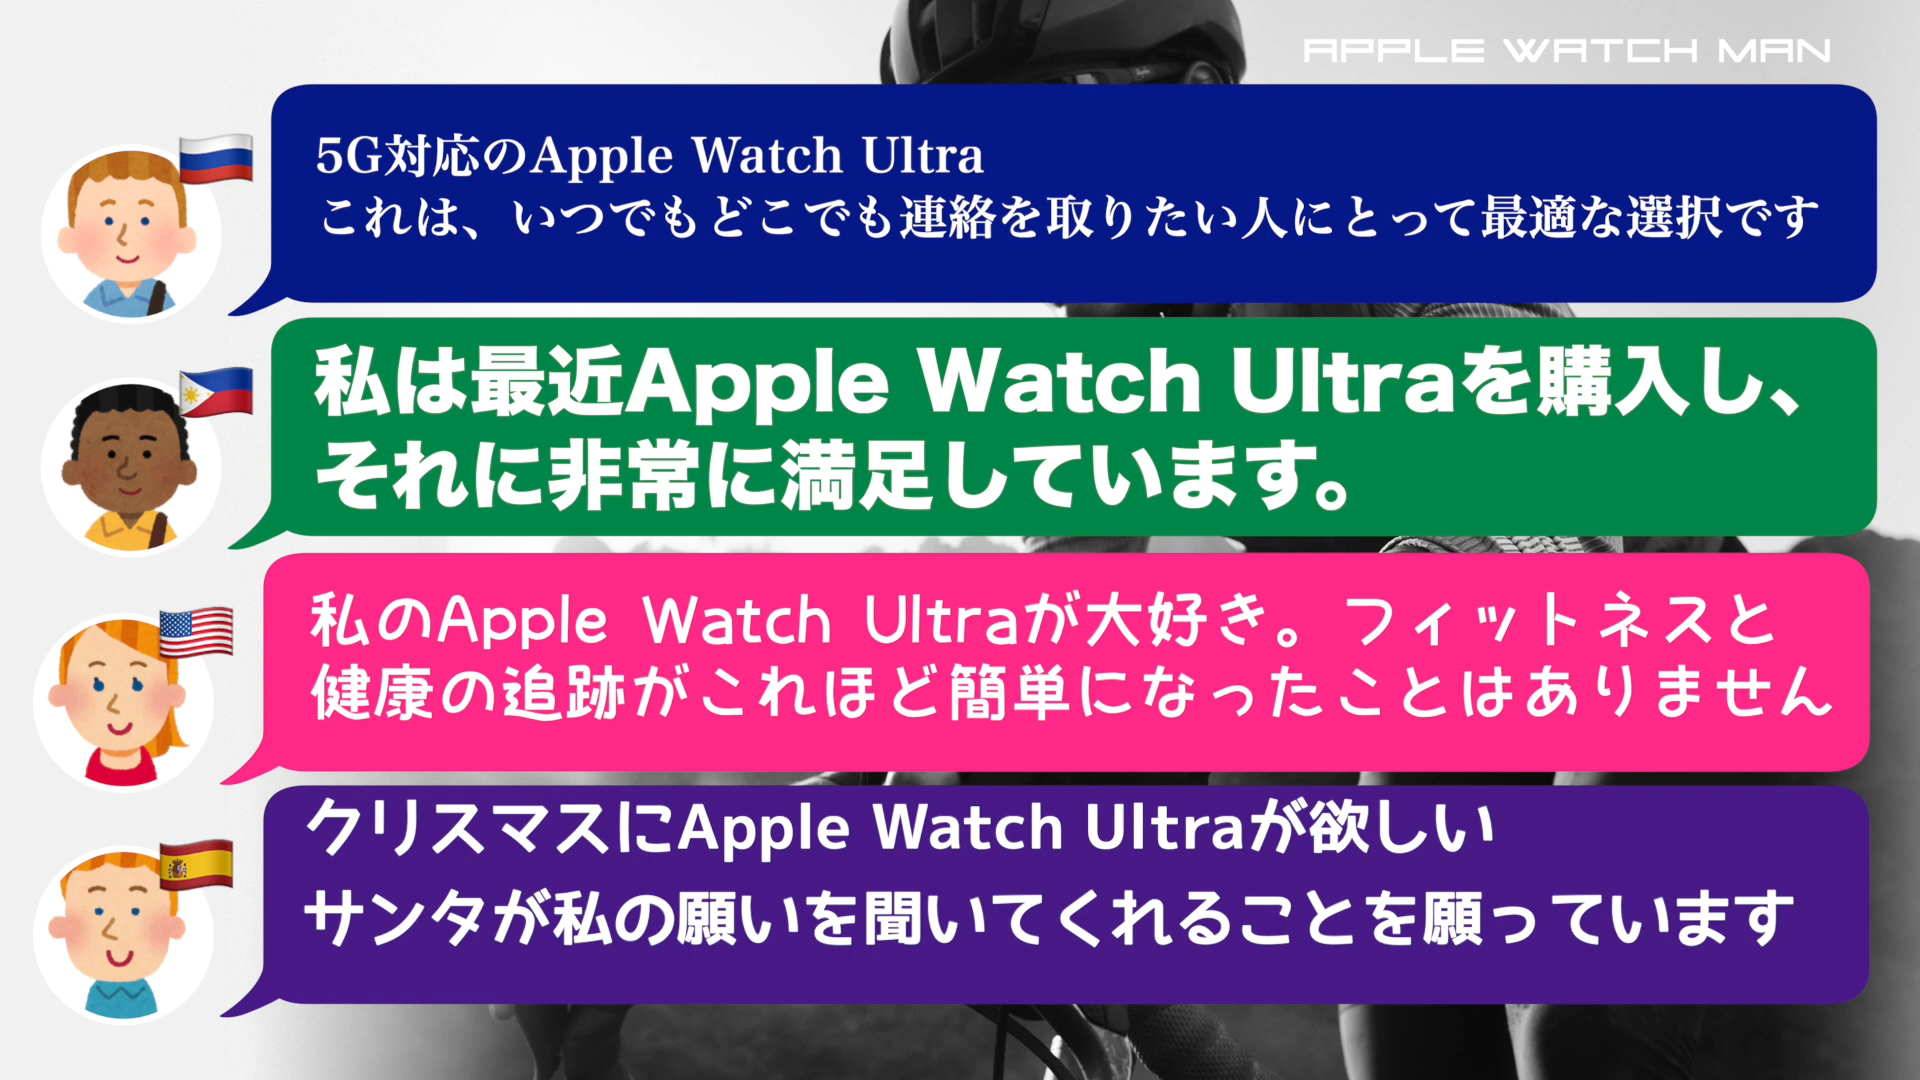 APPLE WATCH MAN
5G対応のApple Watch Ultra
これは、いつでもどこでも連絡を取りたい人にとって最適な選択です
私は最近Apple Watch Ultraを購入し、
それに非常に満足しています。
私のApple Watch Ultraが大好き。フィットネスと
健康の追跡がこれほど簡単になったことはありません
クリスマスにApple Watch Ultraが欲しい
サンタが私の願いを聞いてくれることを願っています